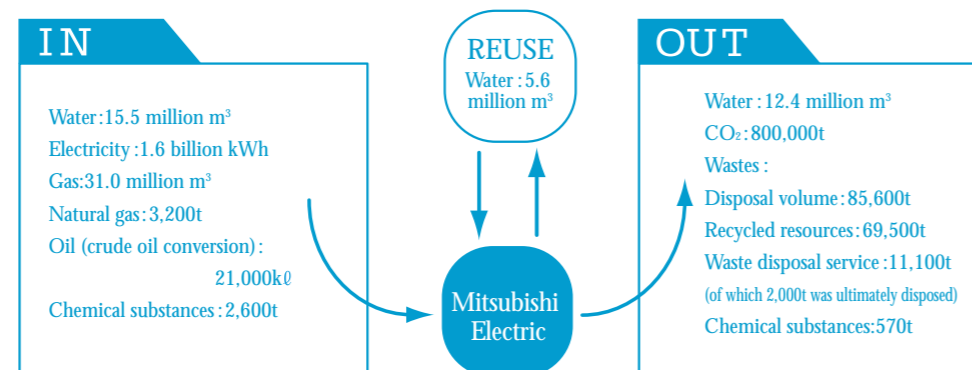 IN
Water:15.5 million m³
Electricity:1.6 billion kWh
Gas:31.0 million m³
Natural gas:3,200t
Oil (crude oil conversion):
21,000kℓ
Chemical substances:2,600t
REUSE
Water:5.6
million m³
Mitsubishi
Electric
OUT
Water:12.4 million m³
CO₂:800,000t
Wastes:
Disposal volume:85,600t
Recycled resources:69,500t
Waste disposal service:11,100t
(of which 2,000t was ultimately disposed)
Chemical substances:570t